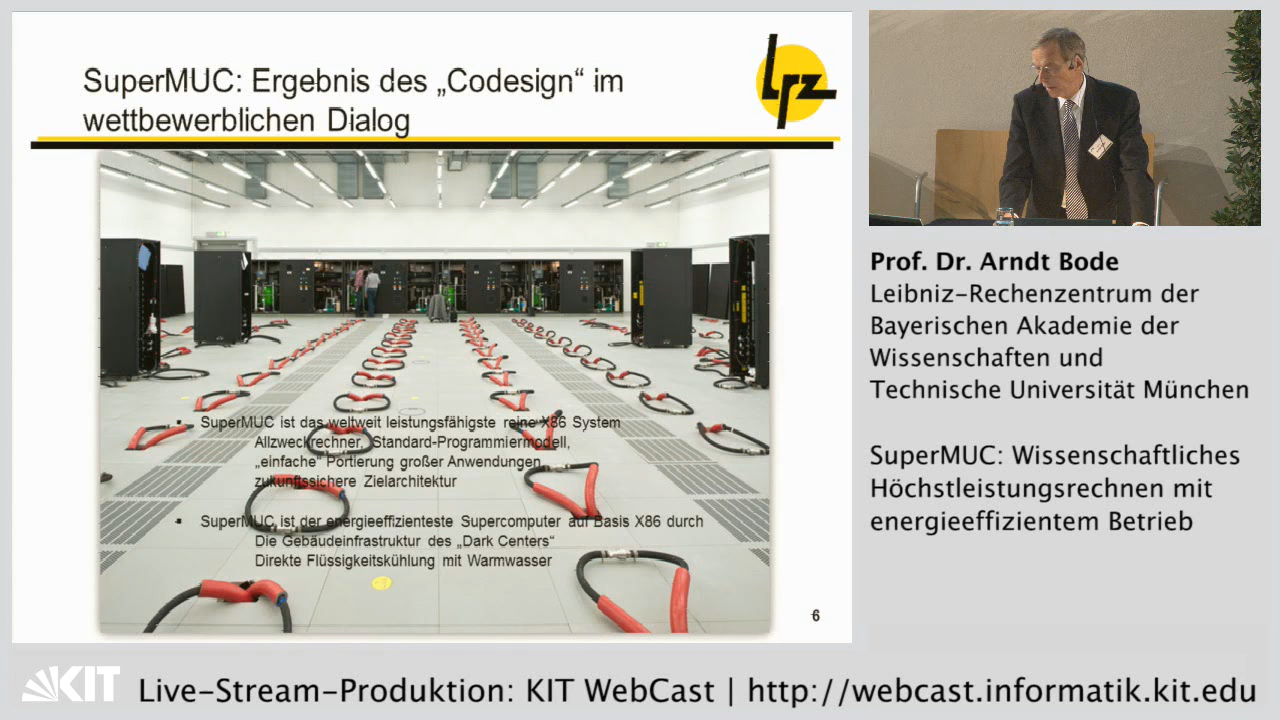 SuperMUC: Ergebnis des „Codesign“ im
wettbewerblichen Dialog
lrz
▪ SuperMUC ist das weltweit leistungsfähigste reine X86 System
Allzweckrechner, Standard-Programmiermodell,
„einfache“ Portierung großer Anwendungen,
zukunftssichere Zielarchitektur
▪ SuperMUC ist der energieeffizienteste Supercomputer auf Basis X86 durch
Die Gebäudeinfrastruktur des „Dark Centers“
Direkte Flüssigkeitskühlung mit Warmwasser
6
Prof. Dr. Arndt Bode
Leibniz-Rechenzentrum der
Bayerischen Akademie der
Wissenschaften und
Technische Universität München
SuperMUC: Wissenschaftliches
Höchstleistungsrechnen mit
energieeffizientem Betrieb
KIT
Live-Stream-Produktion: KIT WebCast | http://webcast.informatik.kit.edu